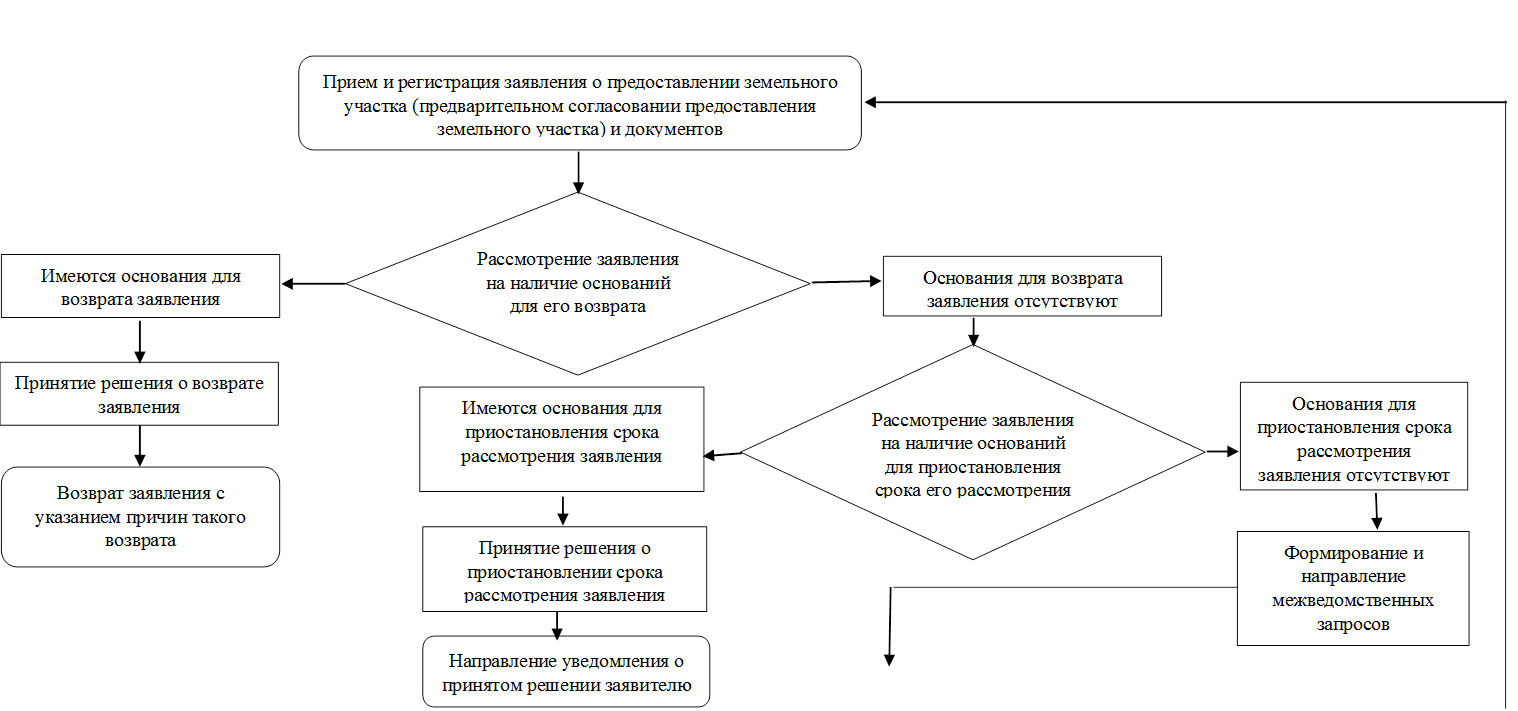 Прием и регистрация заявления о предоставлении земельного
участка (предварительном согласовании предоставления
земельного участка) и документов
Рассмотрение заявления
на наличие оснований
для его возврата
Имеются основания для
возврата заявления
Основания для возврата
заявления отсутствуют
Принятие решения о возврате
заявления
Возврат заявления с
указанием причин такого
возврата
Имеются основания для
приостановления срока
рассмотрения заявления
Рассмотрение заявления
на наличие оснований
для приостановления
срока его рассмотрения
Основания для
приостановления срока
рассмотрения
заявления отсутствуют
Принятие решения о
приостановлении срока
рассмотрения заявления
Формирование и
направление
межведомственных
запросов
Направление уведомления о
принятом решении заявителю